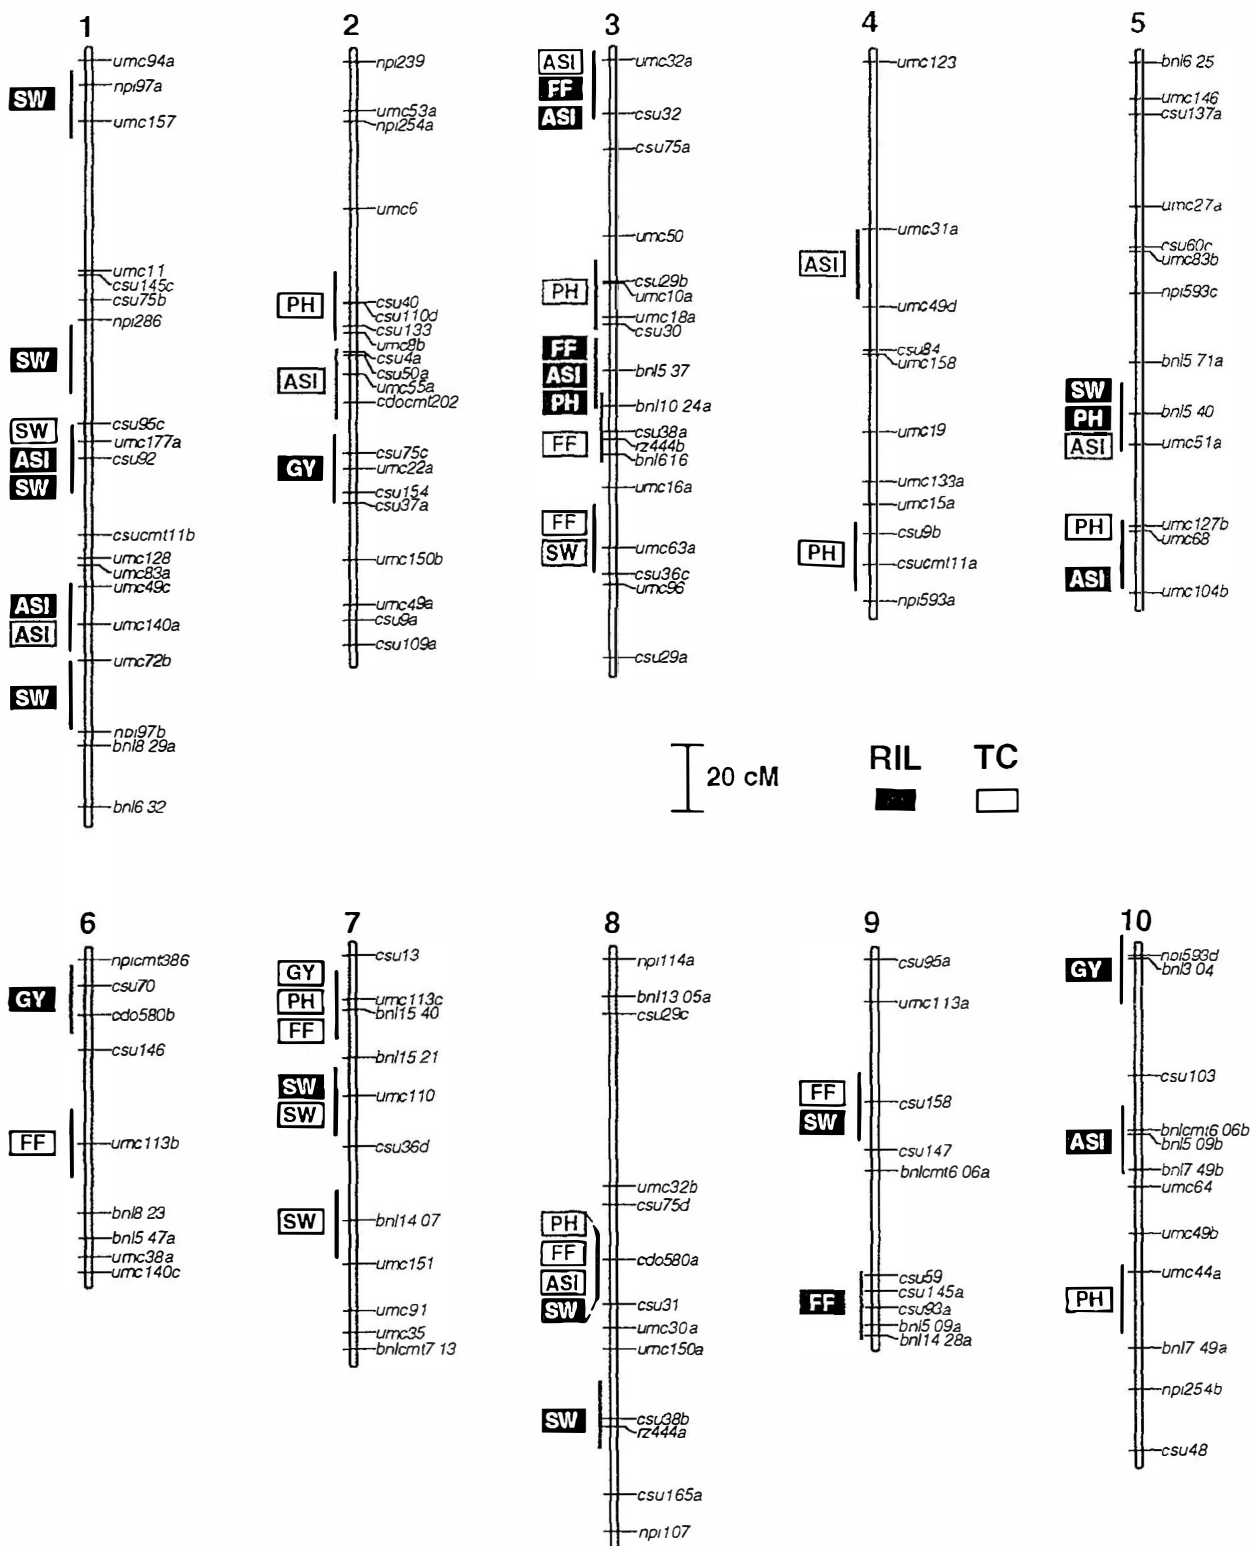 1
SW
SW
SW
ASI
SW
ASI
ASI
SW
umc94a
npi97a
umc157
umc11
csu145c
csu75b
npi286
csu95c
umc177a
csu92
csucmt11b
umc128
umc83a
umc49c
umc140a
umc72b
npi97b
bnl8 29a
bnl6 32
2
PH
ASI
GY
npi239
umc53a
npi254a
umc6
csu40
csu110d
csu133
umc8b
csu4a
csu50a
umc55a
cdocmt202
csu75c
umc22a
csu154
csu37a
umc150b
umc49a
csu9a
csu109a
3
ASI
FF
ASI
PH
FF
ASI
PH
FF
FF
SW
umc32a
csu32
csu75a
umc50
csu29b
umc10a
umc18a
csu30
bnl5 37
bnl10 24a
csu38a
rz444b
bnl616
umc16a
umc63a
csu36c
umc96
csu29a
4
ASI
PH
umc123
umc31a
umc49d
csu84
umc158
umc19
umc133a
umc15a
csu9b
csucmt11a
npi593a
5
SW
PH
ASI
PH
ASI
bnl6 25
umc146
csu137a
umc27a
csu60c
umc83b
npi593c
bnl5 71a
bnl5 40
umc51a
umc127b
umc68
umc104b
20 cM
RIL TC
6
GY
FF
npicmt386
csu70
cdo580b
csu146
umc113b
bnl8 23
bnl5 47a
umc38a
umc140c
7
GY
PH
FF
SW
SW
SW
csu13
umc113c
bnl15 40
bnl15 21
umc110
csu36d
bnl14 07
umc151
umc91
umc35
bnlcmt7 13
8
PH
FF
ASI
SW
SW
npi114a
bnl13 05a
csu29c
umc32b
csu75d
cdo580a
csu31
umc30a
umc150a
csu38b
rz444a
csu165a
npi107
9
FF
SW
FF
csu95a
umc113a
csu158
csu147
bnlcmt6 06a
csu59
csu145a
csu93a
bnl5 09a
bnl14 28a
10
GY
ASI
PH
npi593d
bnl3 04
csu103
bnlcmt6 06b
bnl5 09b
bnl7 49b
umc64
umc49b
umc44a
bnl7 49a
npi254b
csu48